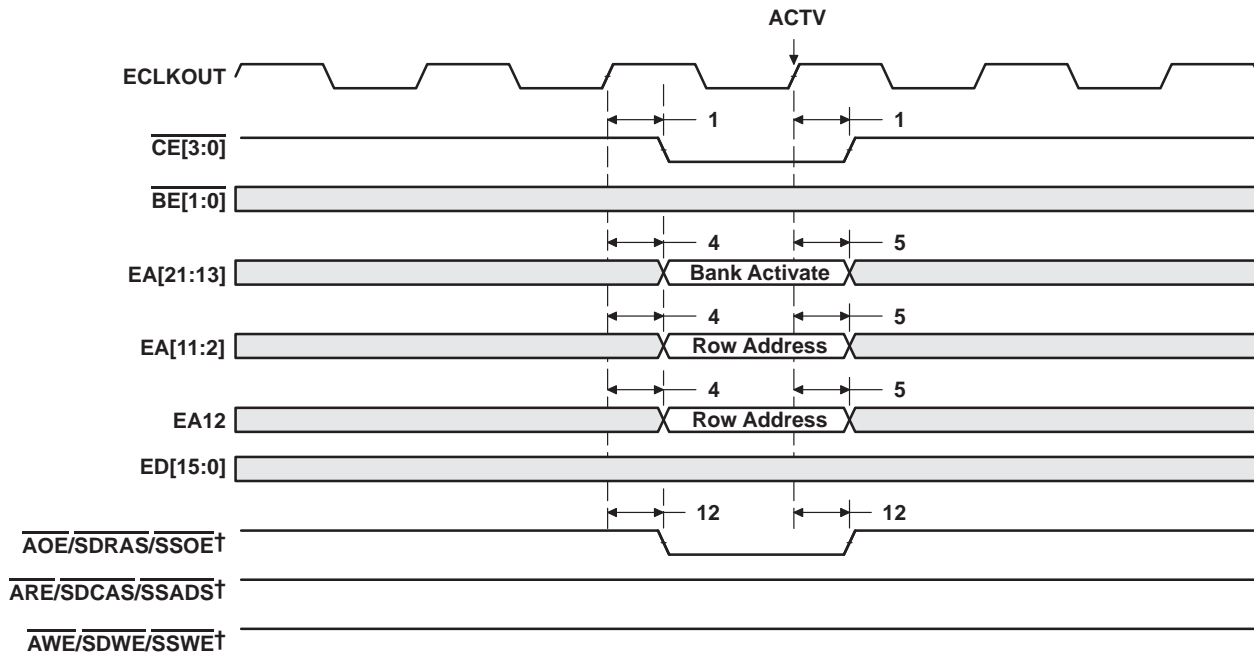 ACTV
ECLKOUT
1 1
CE[3:0]
BE[1:0]
4 5
EA[21:13] Bank Activate
4 5
EA[11:2] Row Address
4 5
EA12 Row Address
ED[15:0]
12 12
AOE/SDRAS/SSOE†
ARE/SDCAS/SSADS†
AWE/SDWE/SSWE†